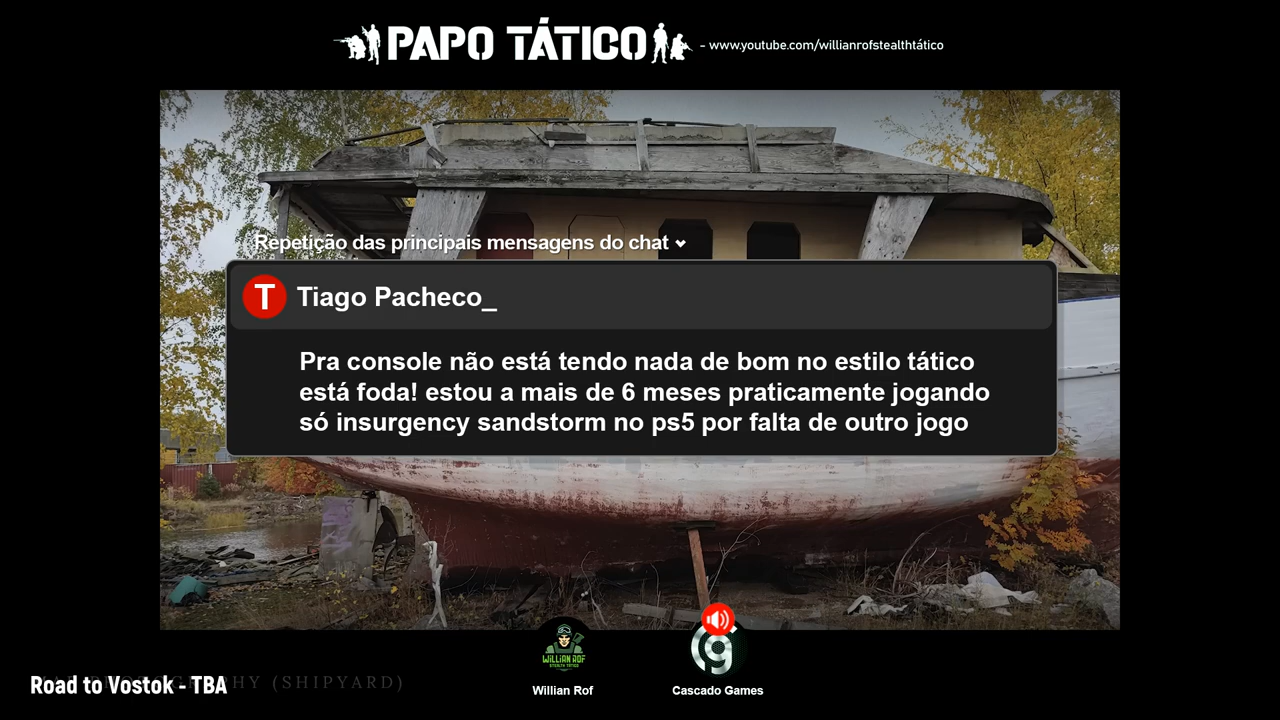 PAPO TÁTICO
- www.youtube.com/willianrofstealthtático
Repetição das principais mensagens do chat
T Tiago Pacheco_
Pra console não está tendo nada de bom no estilo tático
está foda! estou a mais de 6 meses praticamente jogando
só insurgency sandstorm no ps5 por falta de outro jogo
WILLIAN ROF
STEALTH TÁTICO
Willian Rof
Cascado Games
Road to Vostok - TBA
(SHIPYARD)